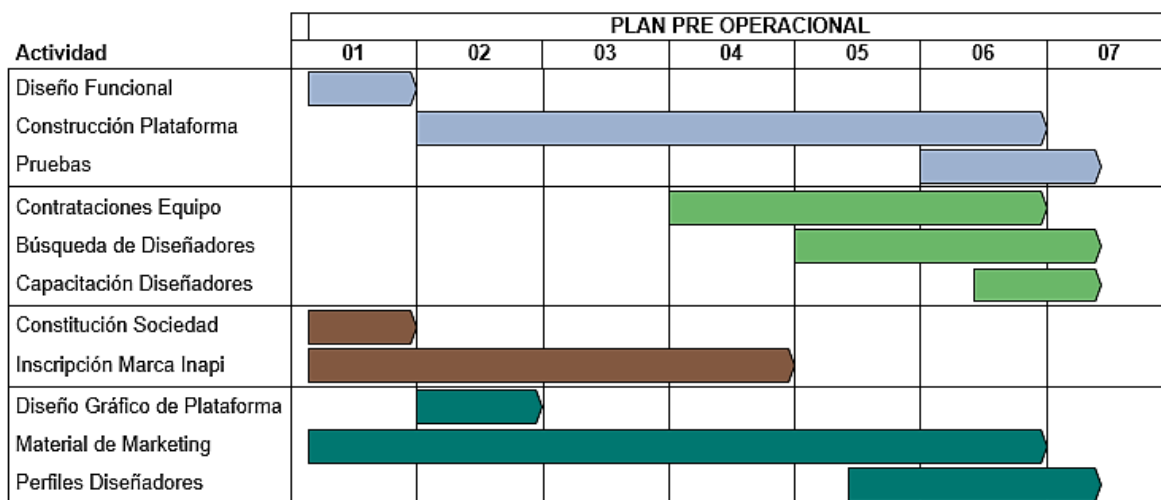 PLAN PRE OPERACIONAL
Actividad 01 02 03 04 05 06 07
Diseño Funcional
Construcción Plataforma
Pruebas
Contrataciones Equipo
Búsqueda de Diseñadores
Capacitación Diseñadores
Constitución Sociedad
Inscripción Marca Inapi
Diseño Gráfico de Plataforma
Material de Marketing
Perfiles Diseñadores